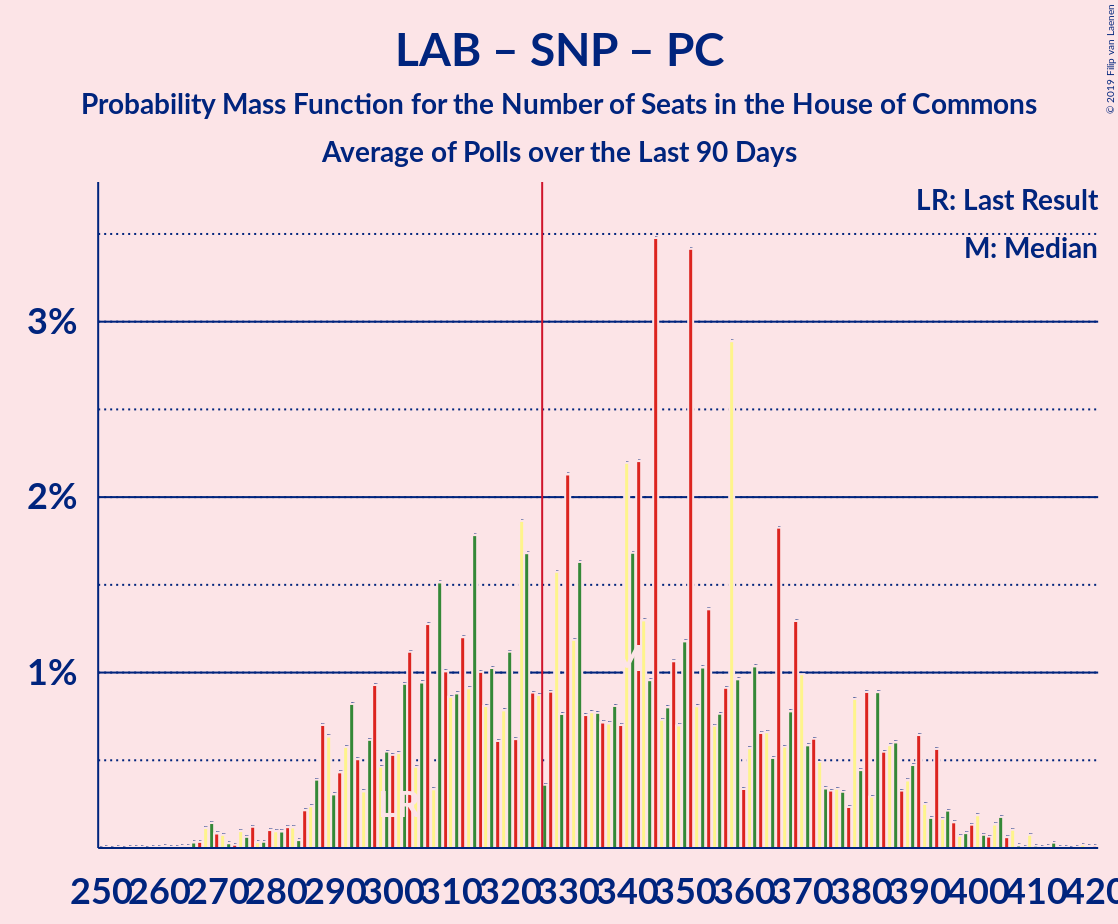 LAB – SNP – PC
Probability Mass Function for the Number of Seats in the House of Commons
Average of Polls over the Last 90 Days
© 2019 Filip van Laenen
LR: Last Result
M: Median
3%
2%
1%
LR
250 260 270 280 290 300 310 320 330 340 350 360 370 380 390 400 410 420